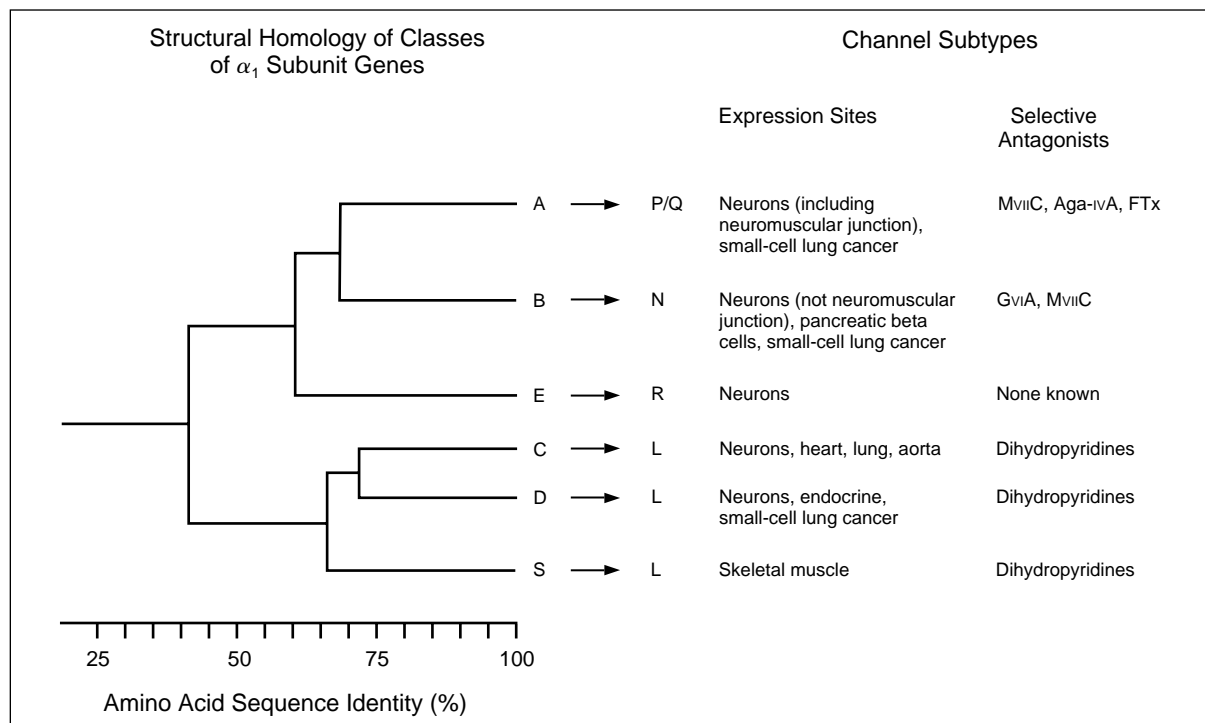 Structural Homology of Classes
of α₁ Subunit Genes
Channel Subtypes
Expression Sites
Selective
Antagonists
A P/Q Neurons (including MVIIC, Aga-IVA, FTx
neuromuscular junction),
small-cell lung cancer
B N Neurons (not neuromuscular GVIA, MVIIC
junction), pancreatic beta
cells, small-cell lung cancer
E R Neurons None known
C L Neurons, heart, lung, aorta Dihydropyridines
D L Neurons, endocrine, Dihydropyridines
small-cell lung cancer
S L Skeletal muscle Dihydropyridines
25 50 75 100
Amino Acid Sequence Identity (%)